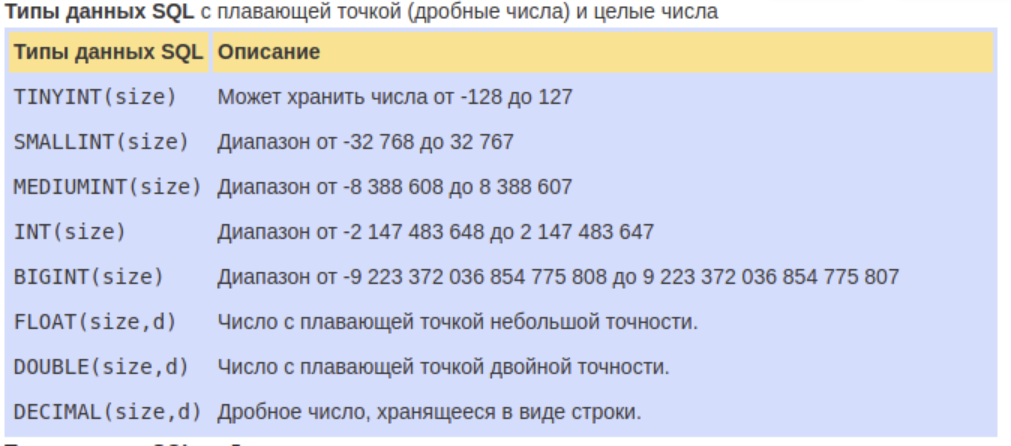 Типы данных SQL с плавающей точкой (дробные числа) и целые числа
Типы данных SQL Описание
TINYINT(size) Может хранить числа от -128 до 127
SMALLINT(size) Диапазон от -32 768 до 32 767
MEDIUMINT(size) Диапазон от -8 388 608 до 8 388 607
INT(size) Диапазон от -2 147 483 648 до 2 147 483 647
BIGINT(size) Диапазон от -9 223 372 036 854 775 808 до 9 223 372 036 854 775 807
FLOAT(size,d) Число с плавающей точкой небольшой точности.
DOUBLE(size,d) Число с плавающей точкой двойной точности.
DECIMAL(size,d) Дробное число, хранящееся в виде строки.